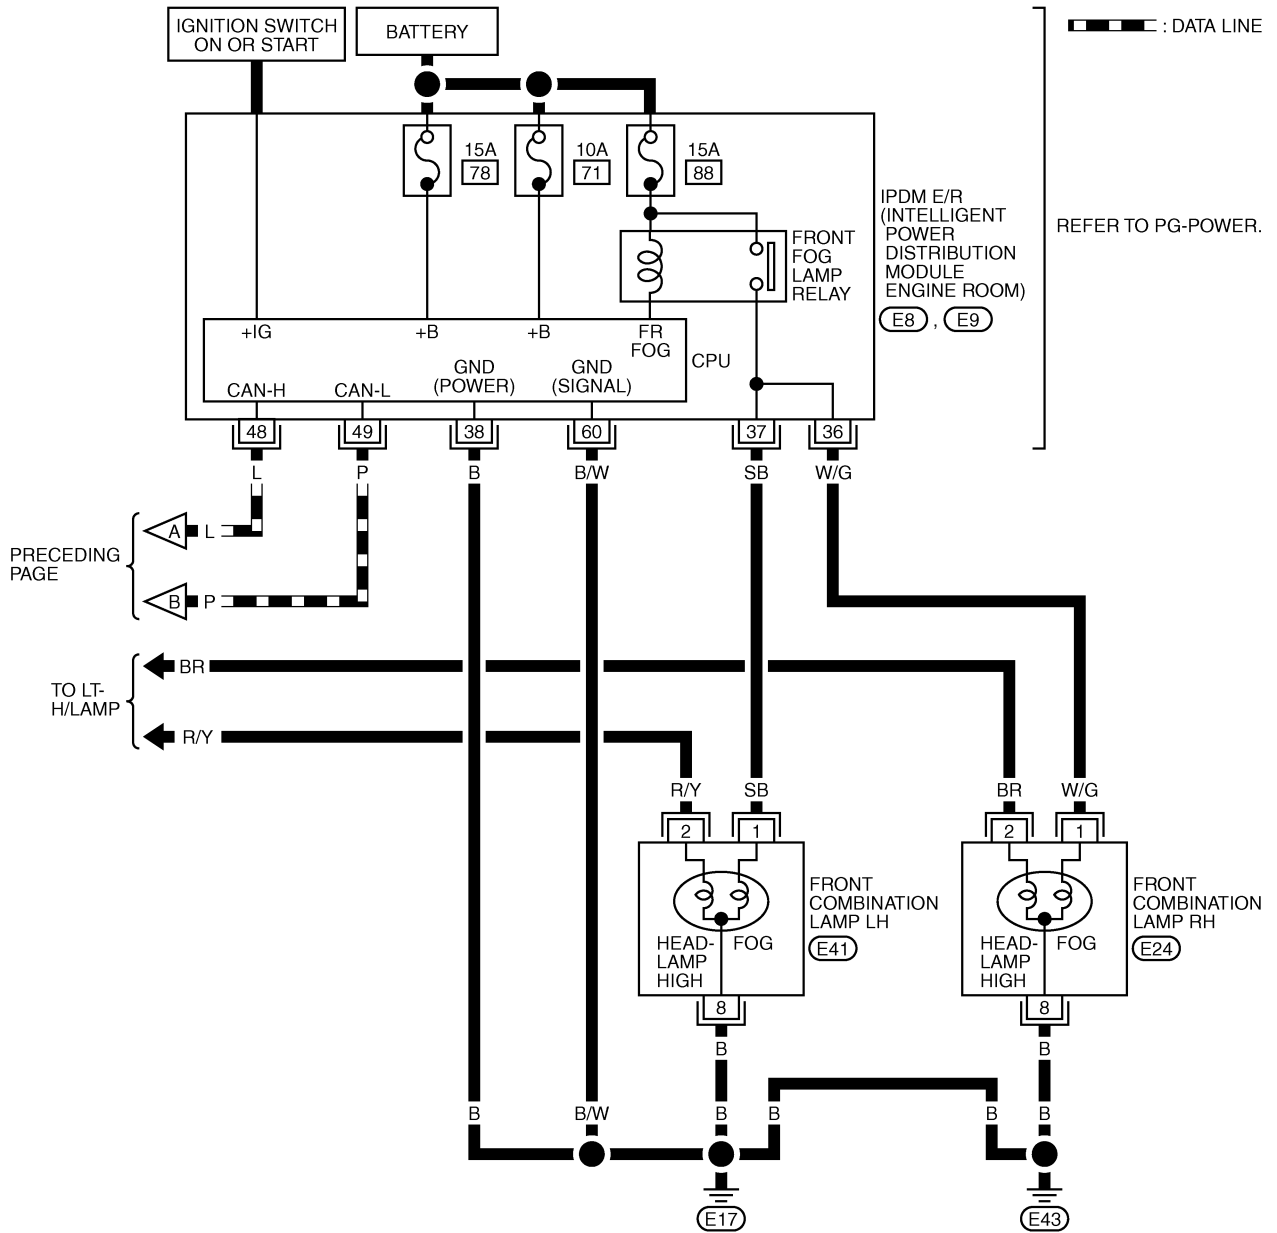 IGNITION SWITCH
ON OR START
BATTERY
: DATA LINE
15A
78
10A
71
15A
88
IPDM E/R
(INTELLIGENT
POWER
DISTRIBUTION
MODULE
ENGINE ROOM)
E8 , E9
REFER TO PG-POWER.
FRONT
FOG
LAMP
RELAY
+IG
+B
+B
FR
FOG
CPU
CAN-H
CAN-L
GND
(POWER)
GND
(SIGNAL)
48
49
38
60
37
36
L
P
B
B/W
SB
W/G
PRECEDING
PAGE
A L
B P
TO LT-
H/LAMP
BR
R/Y
R/Y
SB
BR
W/G
2
1
2
1
FRONT
COMBINATION
LAMP LH
E41
HEAD-
LAMP
HIGH
FOG
FRONT
COMBINATION
LAMP RH
E24
HEAD-
LAMP
HIGH
FOG
8
8
B
B
B
B/W
B
B
B
B
E17
E43